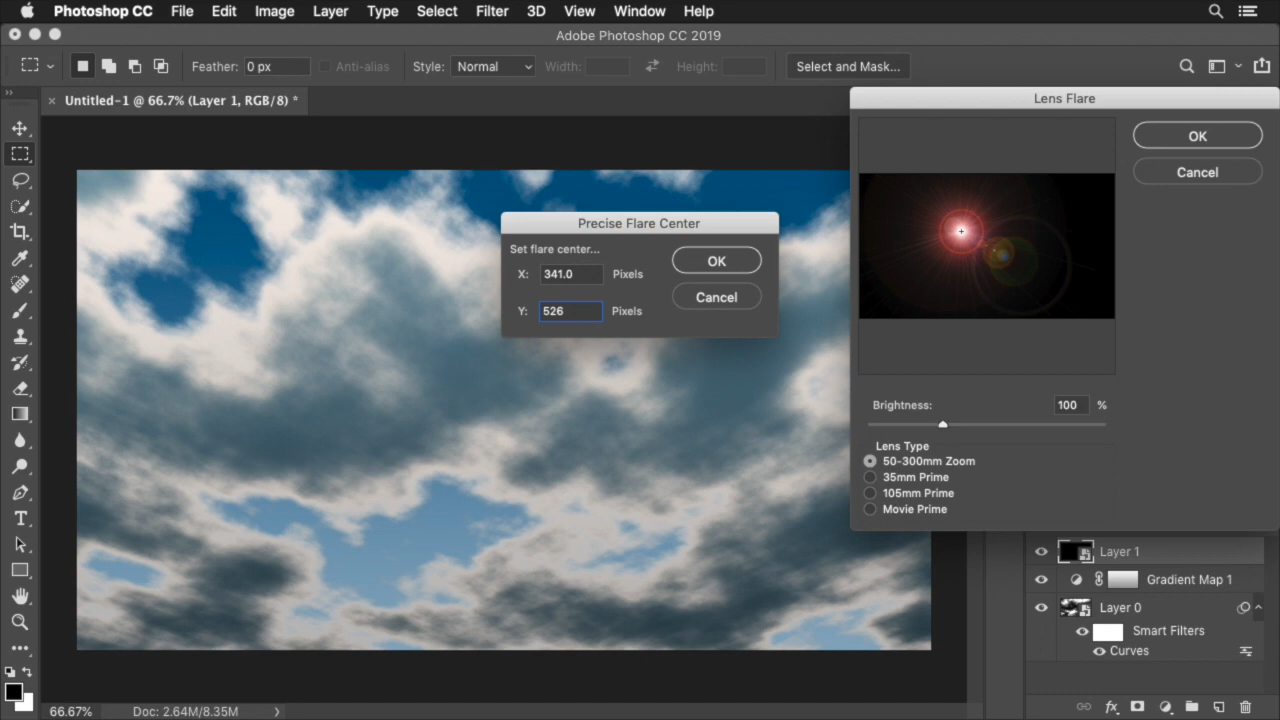 Photoshop CC File Edit Image Layer Type Select Filter 3D View Window Help
Adobe Photoshop CC 2019
Feather: 0 px Anti-alias Style: Normal Width: Height: Select and Mask...
Untitled-1 @ 66.7% (Layer 1, RGB/8) *
Lens Flare
OK
Cancel
Precise Flare Center
Set flare center...
X: 341.0 Pixels
OK
Y: 526 Pixels
Cancel
Brightness: 100 %
Lens Type
50-300mm Zoom
35mm Prime
105mm Prime
Movie Prime
Layer 1
Gradient Map 1
Layer 0
Smart Filters
Curves
66.67% Doc: 2.64M/8.35M